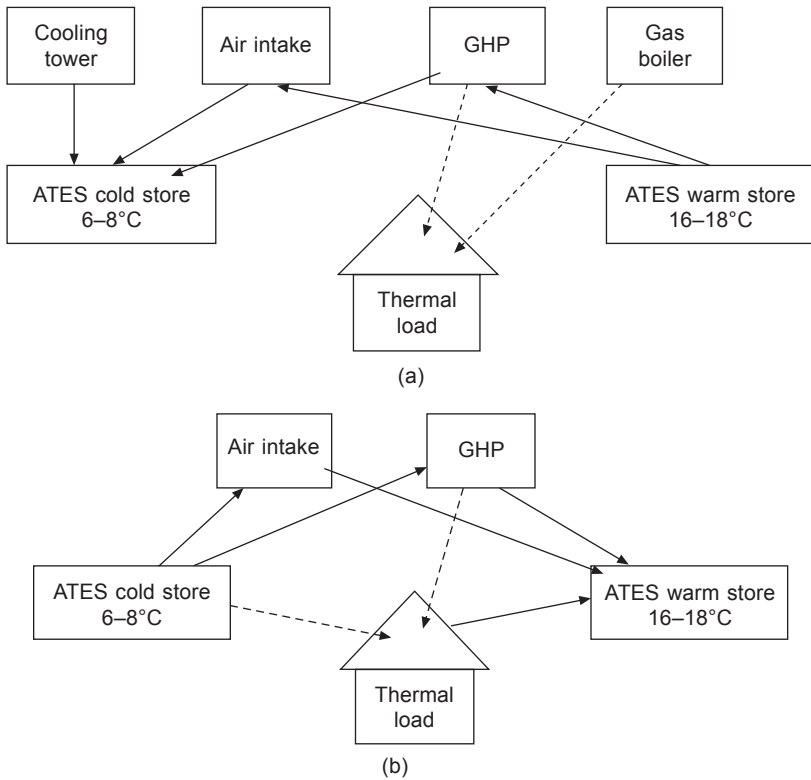 Cooling
tower
Air intake
GHP
Gas
boiler
ATES cold store
6–8°C
ATES warm store
16–18°C
Thermal
load
(a)
Air intake
GHP
ATES cold store
6–8°C
ATES warm store
16–18°C
Thermal
load
(b)